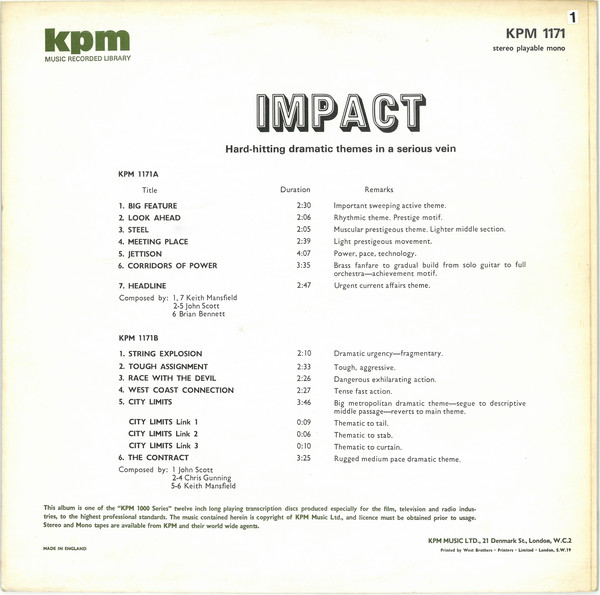 1
kpm
MUSIC RECORDED LIBRARY
KPM 1171
stereo playable mono
IMPACT
Hard-hitting dramatic themes in a serious vein
KPM 1171A
Title Duration Remarks
1. BIG FEATURE 2:30 Important sweeping active theme.
2. LOOK AHEAD 2:06 Rhythmic theme. Prestige motif.
3. STEEL 2:05 Muscular prestigeous theme. Lighter middle section.
4. MEETING PLACE 2:39 Light prestigeous movement.
5. JETTISON 4:07 Power, pace, technology.
6. CORRIDORS OF POWER 3:35 Brass fanfare to gradual build from solo guitar to full
orchestra—achievement motif.
7. HEADLINE 2:47 Urgent current affairs theme.
Composed by: 1, 7 Keith Mansfield
2-5 John Scott
6 Brian Bennett
KPM 1171B
1. STRING EXPLOSION 2:10 Dramatic urgency—fragmentary.
2. TOUGH ASSIGNMENT 2:33 Tough, aggressive.
3. RACE WITH THE DEVIL 2:26 Dangerous exhilarating action.
4. WEST COAST CONNECTION 2:27 Tense fast action.
5. CITY LIMITS 3:46 Big metropolitan dramatic theme—segue to descriptive
middle passage—reverts to main theme.
CITY LIMITS Link 1 0:09 Thematic to tail.
CITY LIMITS Link 2 0:06 Thematic to stab.
CITY LIMITS Link 3 0:10 Thematic to curtain.
6. THE CONTRACT 3:25 Rugged medium pace dramatic theme.
Composed by: 1 John Scott
2-4 Chris Gunning
5-6 Keith Mansfield
This album is one of the "KPM 1000 Series" twelve inch long playing transcription discs produced especially for the film, television and radio indus-
tries, to the highest professional standards. The music contained herein is copyright of KPM Music Ltd., and licence must be obtained prior to usage.
Stereo and Mono tapes are available from KPM and their world wide agents.
KPM MUSIC LTD., 21 Denmark St., London, W.C.2
MADE IN ENGLAND Printed by West Brothers - Printers - Limited - London, S.W.19